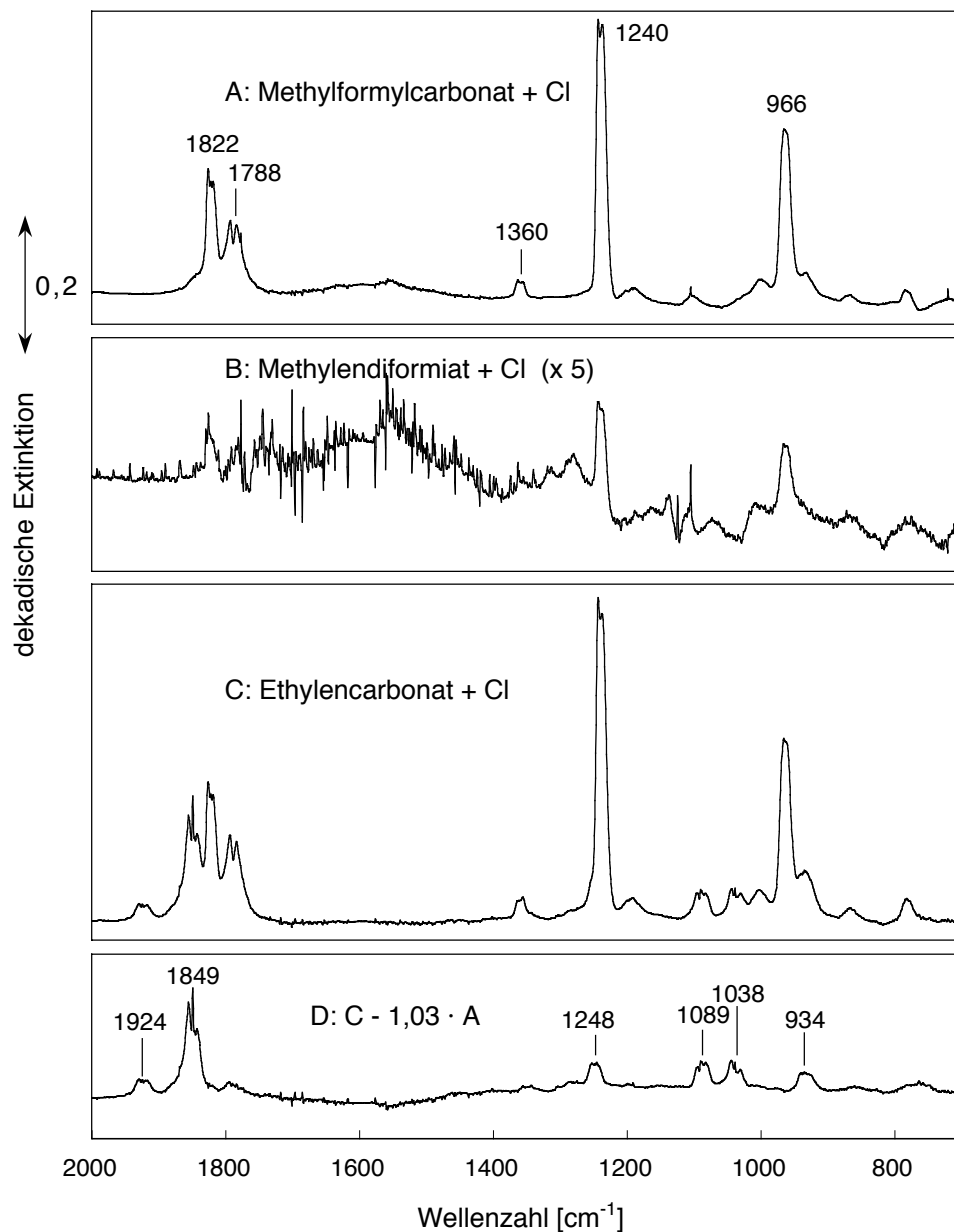 1240
A: Methylformylcarbonat + Cl
966
1822
1788
1360
0,2
B: Methylendiformiat + Cl (x 5)
dekadische Extinktion
C: Ethylencarbonat + Cl
1849
1924
D: C - 1,03 · A
1248
1089
1038
934
2000 1800 1600 1400 1200 1000 800
Wellenzahl [cm⁻¹]